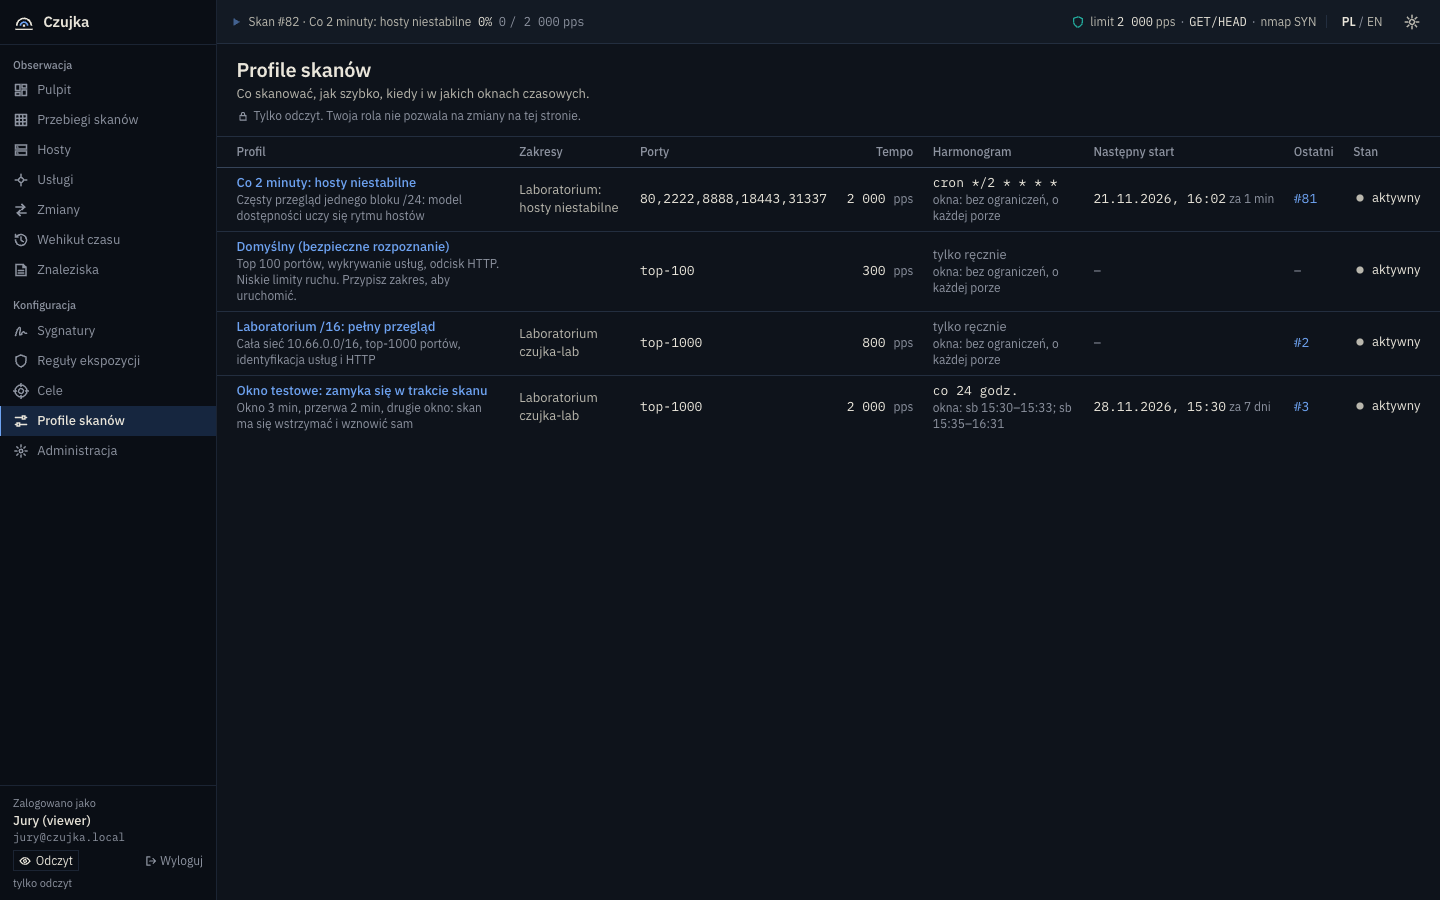 Czujka
Skan #82 · Co 2 minuty: hosty niestabilne 0% 0 / 2 000 pps
limit 2 000 pps · GET/HEAD · nmap SYN
PL / EN
Obserwacja
Pulpit
Przebiegi skanów
Hosty
Usługi
Zmiany
Wehikuł czasu
Znaleziska
Konfiguracja
Sygnatury
Reguły ekspozycji
Cele
Profile skanów
Administracja
Zalogowano jako
Jury (viewer)
jury@czujka.local
Odczyt
Wyloguj
tylko odczyt
Profile skanów
Co skanować, jak szybko, kiedy i w jakich oknach czasowych.
Tylko odczyt. Twoja rola nie pozwala na zmiany na tej stronie.
Profil Zakresy Porty Tempo Harmonogram Następny start Ostatni Stan
Co 2 minuty: hosty niestabilne
Częsty przegląd jednego bloku /24: model
dostępności uczy się rytmu hostów
Laboratorium:
hosty niestabilne
80,2222,8888,18443,31337
2 000 pps
cron */2 * * * *
okna: bez ograniczeń, o
każdej porze
21.11.2026, 16:02 za 1 min
#81
aktywny
Domyślny (bezpieczne rozpoznanie)
Top 100 portów, wykrywanie usług, odcisk HTTP.
Niskie limity ruchu. Przypisz zakres, aby
uruchomić.
top-100
300 pps
tylko ręcznie
okna: bez ograniczeń, o
każdej porze
–
–
aktywny
Laboratorium /16: pełny przegląd
Cała sieć 10.66.0.0/16, top-1000 portów,
identyfikacja usług i HTTP
Laboratorium
czujka-lab
top-1000
800 pps
tylko ręcznie
okna: bez ograniczeń, o
każdej porze
–
#2
aktywny
Okno testowe: zamyka się w trakcie skanu
Okno 3 min, przerwa 2 min, drugie okno: skan
ma się wstrzymać i wznowić sam
Laboratorium
czujka-lab
top-1000
2 000 pps
co 24 godz.
okna: sb 15:30–15:33; sb
15:35–16:31
28.11.2026, 15:30 za 7 dni
#3
aktywny